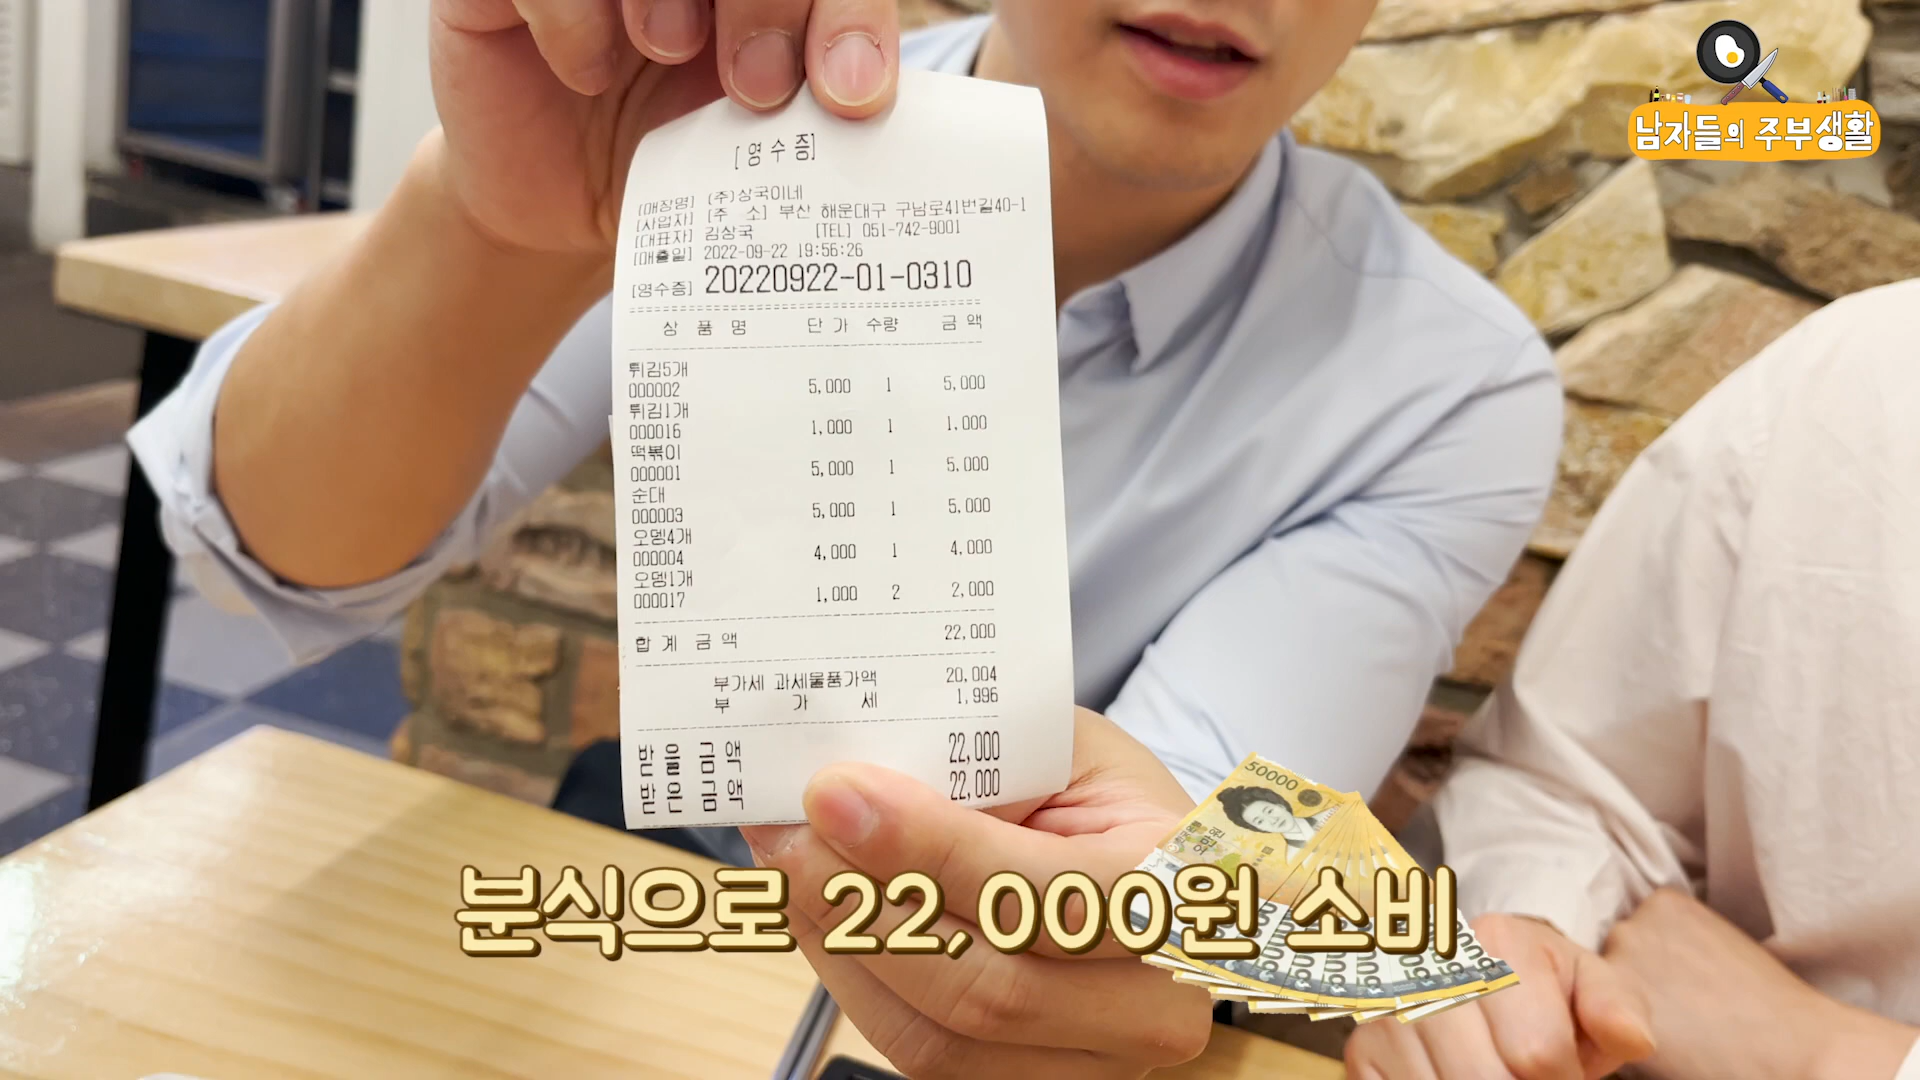 남자들의 주부생활
[영수증]
[매장명] (주)상국이네
[사업자] [주 소] 부산 해운대구 구남로41번길40-1
[대표자] 김상국 [TEL] 051-742-9001
[매출일] 2022-09-22 19:56:26
[영수증] 20220922-01-0310
상 품 명 단 가 수량 금 액
튀김5개
000002 5,000 1 5,000
튀김1개
000016 1,000 1 1,000
떡볶이
000001 5,000 1 5,000
순대
000003 5,000 1 5,000
오뎅4개
000004 4,000 1 4,000
오뎅1개
000017 1,000 2 2,000
합 계 금 액 22,000
부가세 과세물품가액 20,004
부 가 세 1,996
받 을 금 액 22,000
받 은 금 액 22,000
50000
분식으로 22,000원 소비